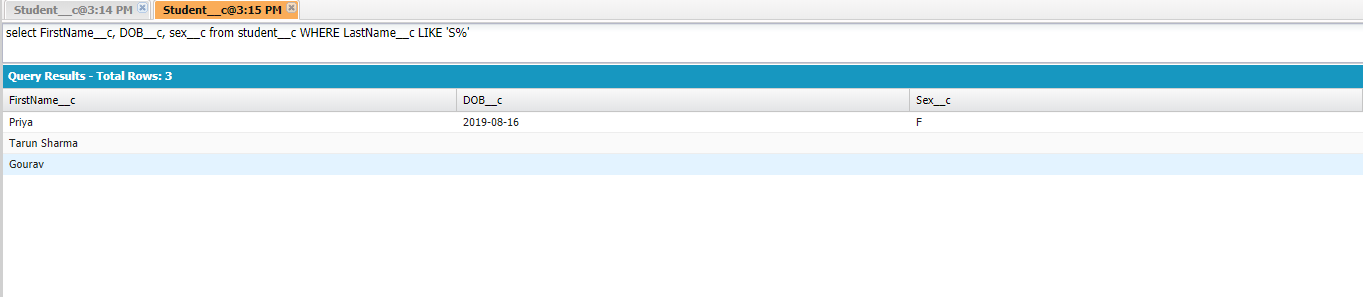 Student__c@3:14 PM Student__c@3:15 PM
select FirstName__c, DOB__c, sex__c from student__c WHERE LastName__c LIKE 'S%'
Query Results - Total Rows: 3
FirstName__c DOB__c Sex__c
Priya 2019-08-16 F
Tarun Sharma
Gourav